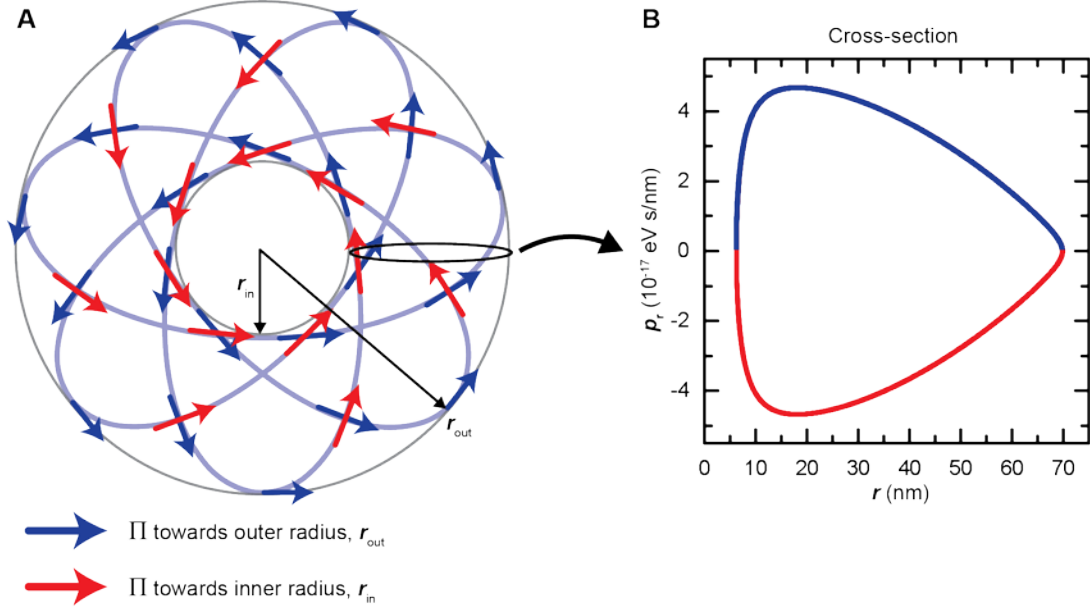 A
B
Cross-section
r_in
r_out
Π towards outer radius, r_out
Π towards inner radius, r_in
p_r (10^-17 eV s/nm)
4
2
0
-2
-4
0 10 20 30 40 50 60 70
r (nm)